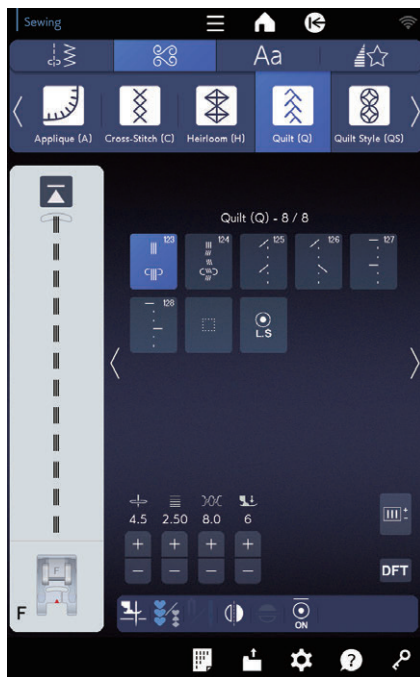 Sewing
Aa
Applique (A) Cross-Stitch (C) Heirloom (H) Quilt (Q) Quilt Style (QS)
Quilt (Q) - 8 / 8
123 124 125 126 127
128 L.S
4.5 2.50 8.0 6
+ + + +
− − − −
DFT
F
F
ON
?